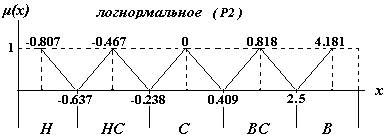 μ(x) логнормальное (P2)
-0.807 -0.467 0 0.818 4.181
1
-0.637 -0.238 0.409 2.5 x
Н НС С ВС В